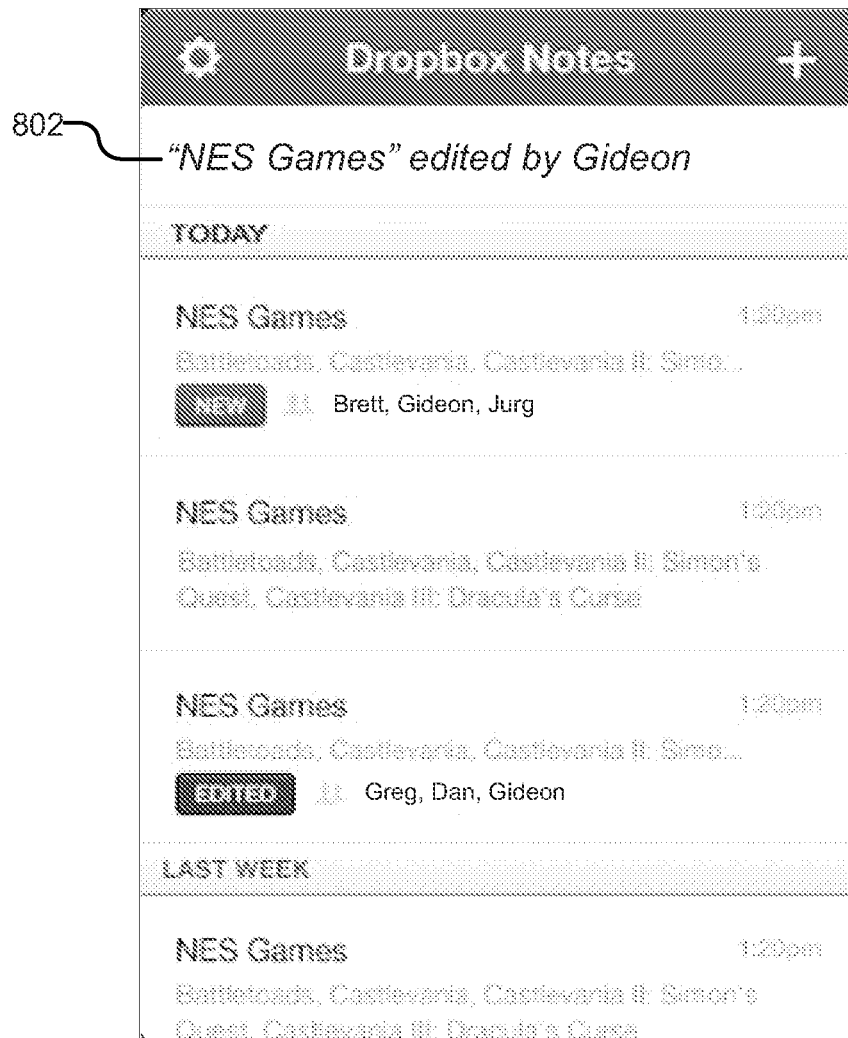 Dropbox Notes
802
“NES Games” edited by Gideon
TODAY
NES Games 1:20pm
Battletoads, Castlevania, Castlevania II: Simo...
NEW Brett, Gideon, Jurg
NES Games 1:20pm
Battletoads, Castlevania, Castlevania II: Simon's
Quest, Castlevania III: Dracula's Curse
NES Games 1:20pm
Battletoads, Castlevania, Castlevania II: Simo...
EDITED Greg, Dan, Gideon
LAST WEEK
NES Games 1:20pm
Battletoads, Castlevania, Castlevania II: Simon's
Quest, Castlevania III: Dracula's Curse